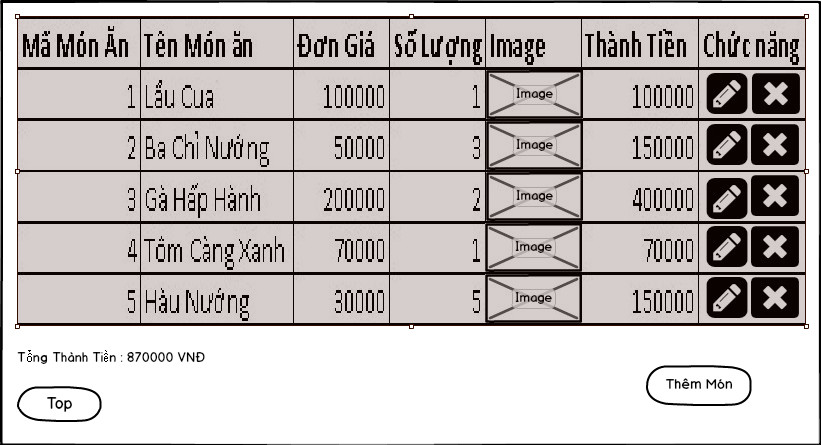 Mã Món Ăn Tên Món ăn Đơn Giá Số Lượng Image Thành Tiền Chức năng
1 Lẩu Cua 100000 1 Image 100000
2 Ba Chỉ Nướng 50000 3 Image 150000
3 Gà Hấp Hành 200000 2 Image 400000
4 Tôm Càng Xanh 70000 1 Image 70000
5 Hàu Nướng 30000 5 Image 150000
Tổng Thành Tiền : 870000 VNĐ
Thêm Món
Top